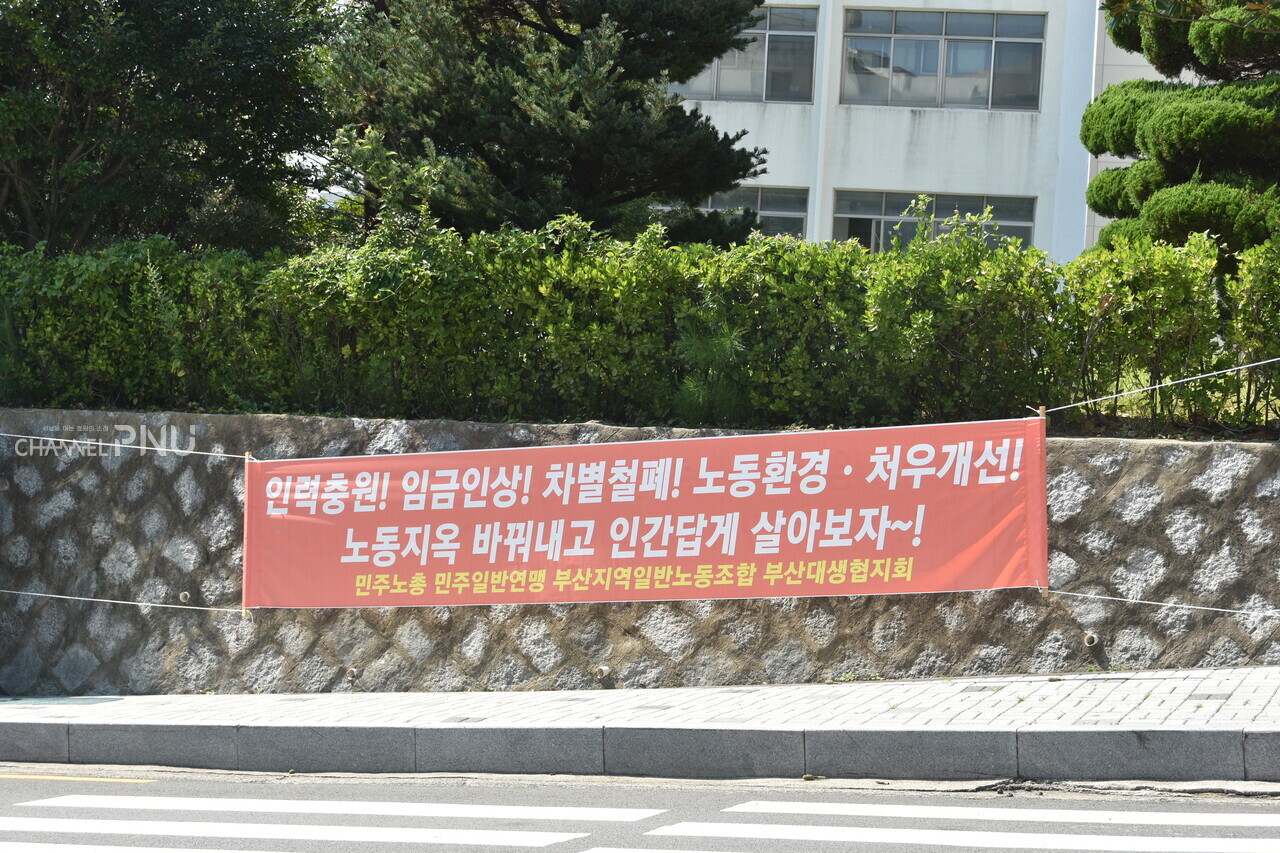 CHANNEL PNU
인력충원! 임금인상! 차별철폐! 노동환경 · 처우개선!
노동지옥 바꿔내고 인간답게 살아보자~!
민주노총 민주일반연맹 부산지역일반노동조합 부산대생협지회